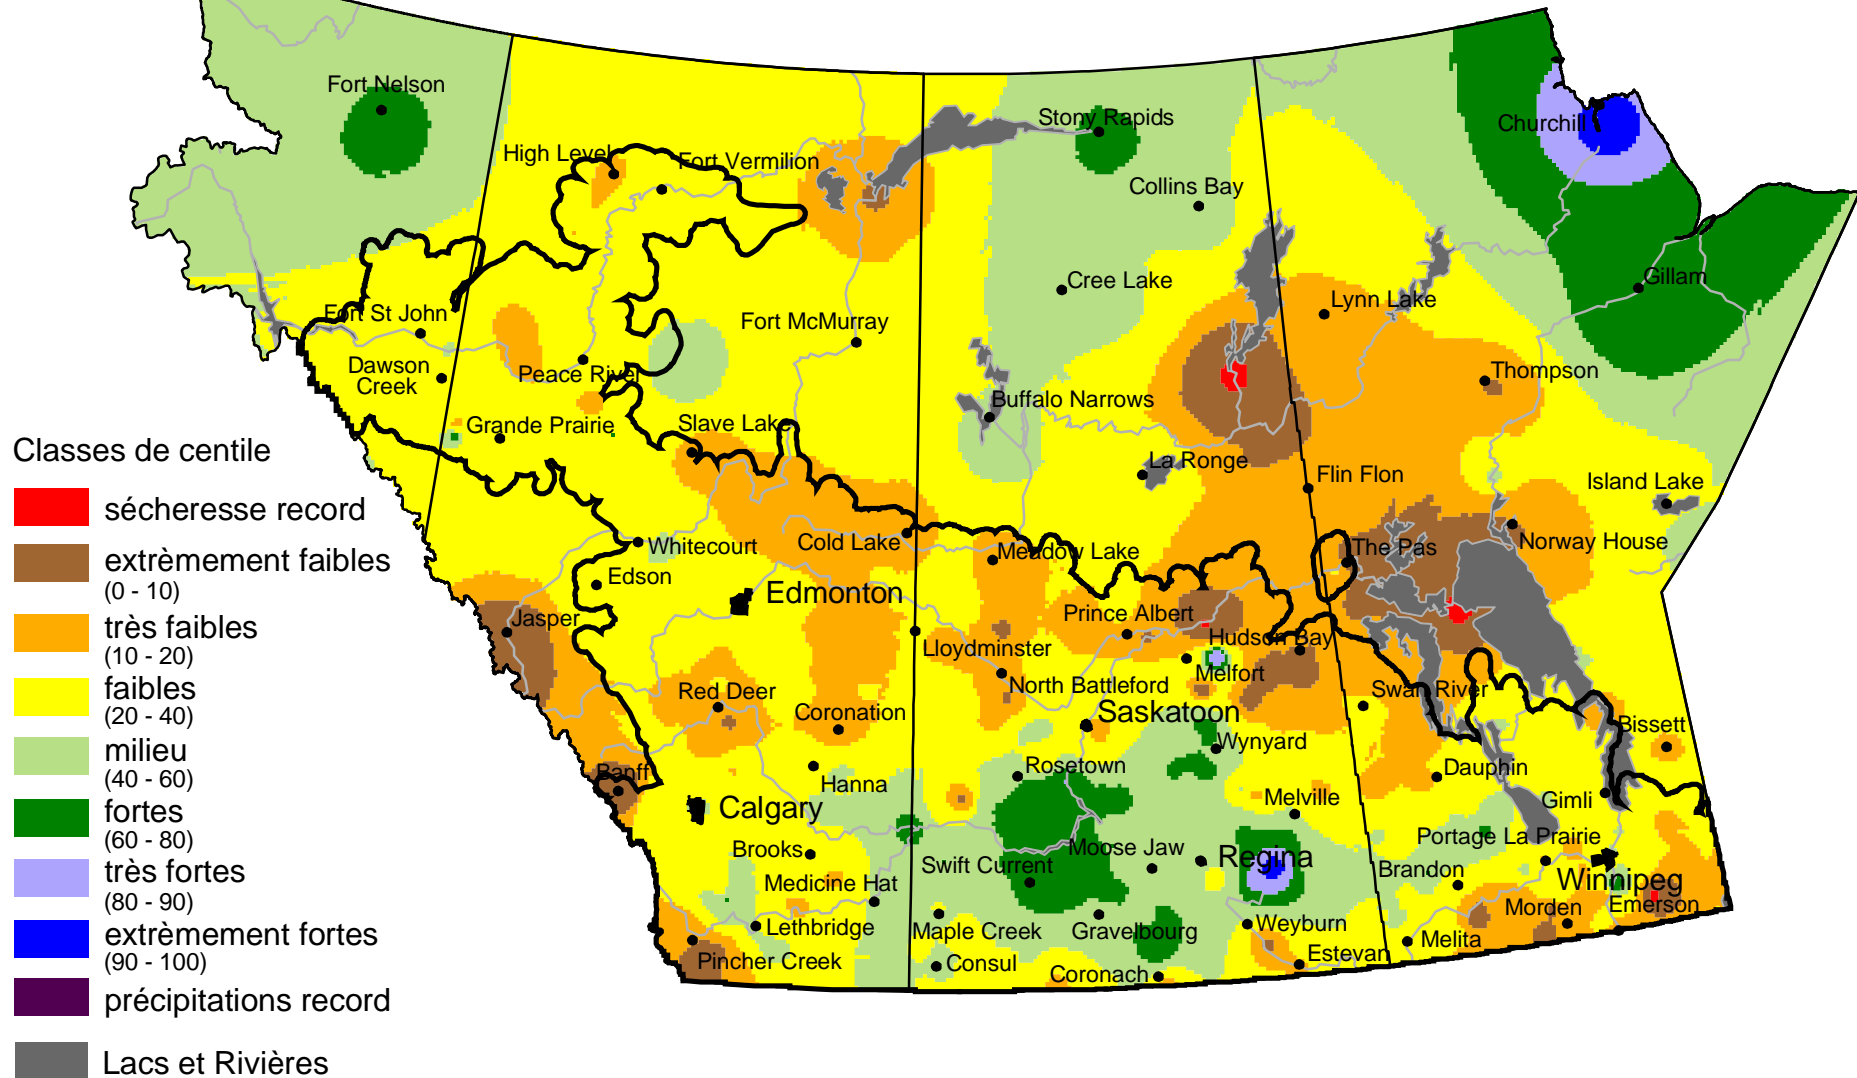 Fort Nelson
High Level
Fort Vermilion
Stony Rapids
Churchill
Collins Bay
Cree Lake
Gillam
Fort St John
Fort McMurray
Lynn Lake
Dawson
Creek
Peace River
Thompson
Buffalo Narrows
Grande Prairie
Slave Lake
La Ronge
Flin Flon
Island Lake
Whitecourt
Cold Lake
Meadow Lake
The Pas
Norway House
Edson
Edmonton
Jasper
Prince Albert
Hudson Bay
Lloydminster
Melfort
North Battleford
Swan River
Red Deer
Coronation
Saskatoon
Wynyard
Bissett
Banff
Hanna
Rosetown
Dauphin
Calgary
Melville
Gimli
Portage La Prairie
Brooks
Swift Current
Moose Jaw
Regina
Brandon
Winnipeg
Medicine Hat
Lethbridge
Maple Creek
Gravelbourg
Weyburn
Morden
Emerson
Pincher Creek
Consul
Coronach
Estevan
Melita
Classes de centile
sécheresse record
extrèmement faibles
(0 - 10)
très faibles
(10 - 20)
faibles
(20 - 40)
milieu
(40 - 60)
fortes
(60 - 80)
très fortes
(80 - 90)
extrèmement fortes
(90 - 100)
précipitations record
Lacs et Rivières